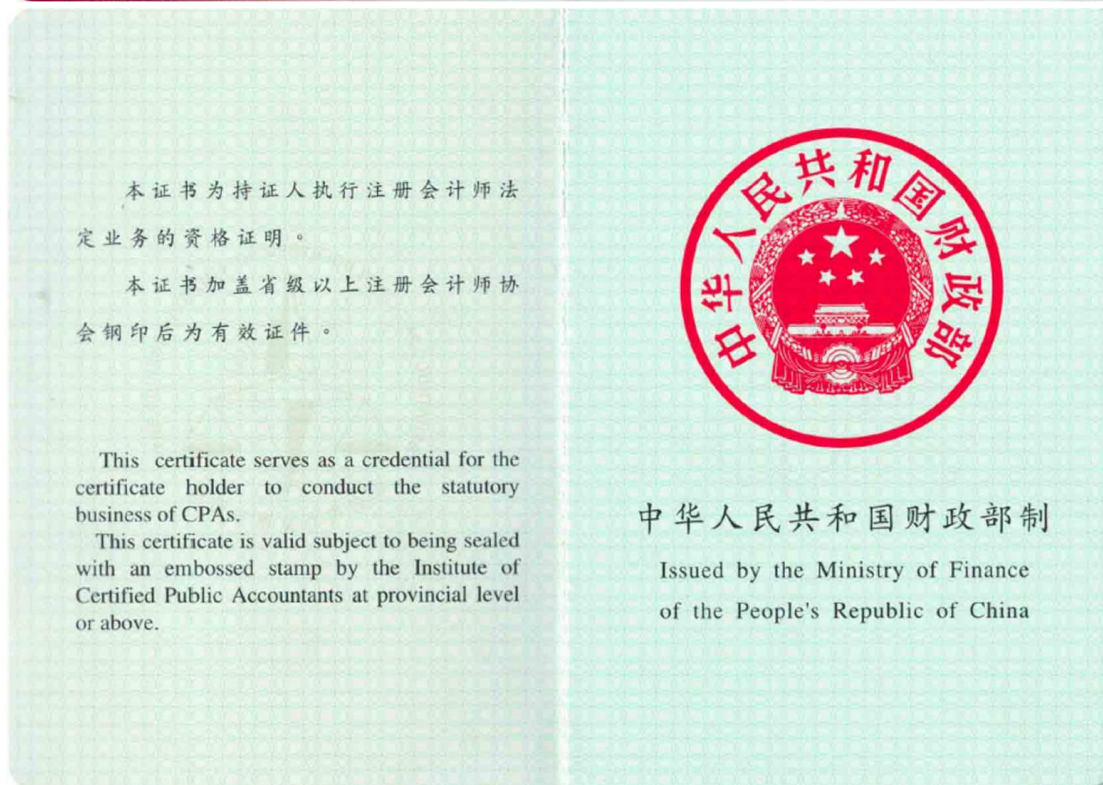 本证书为持证人执行注册会计师法
定业务的资格证明。
本证书加盖省级以上注册会计师协
会钢印后为有效证件。
This certificate serves as a credential for the
certificate holder to conduct the statutory
business of CPAs.
This certificate is valid subject to being sealed
with an embossed stamp by the Institute of
Certified Public Accountants at provincial level
or above.
中华人民共和国财政部
中华人民共和国财政部制
Issued by the Ministry of Finance
of the People's Republic of China